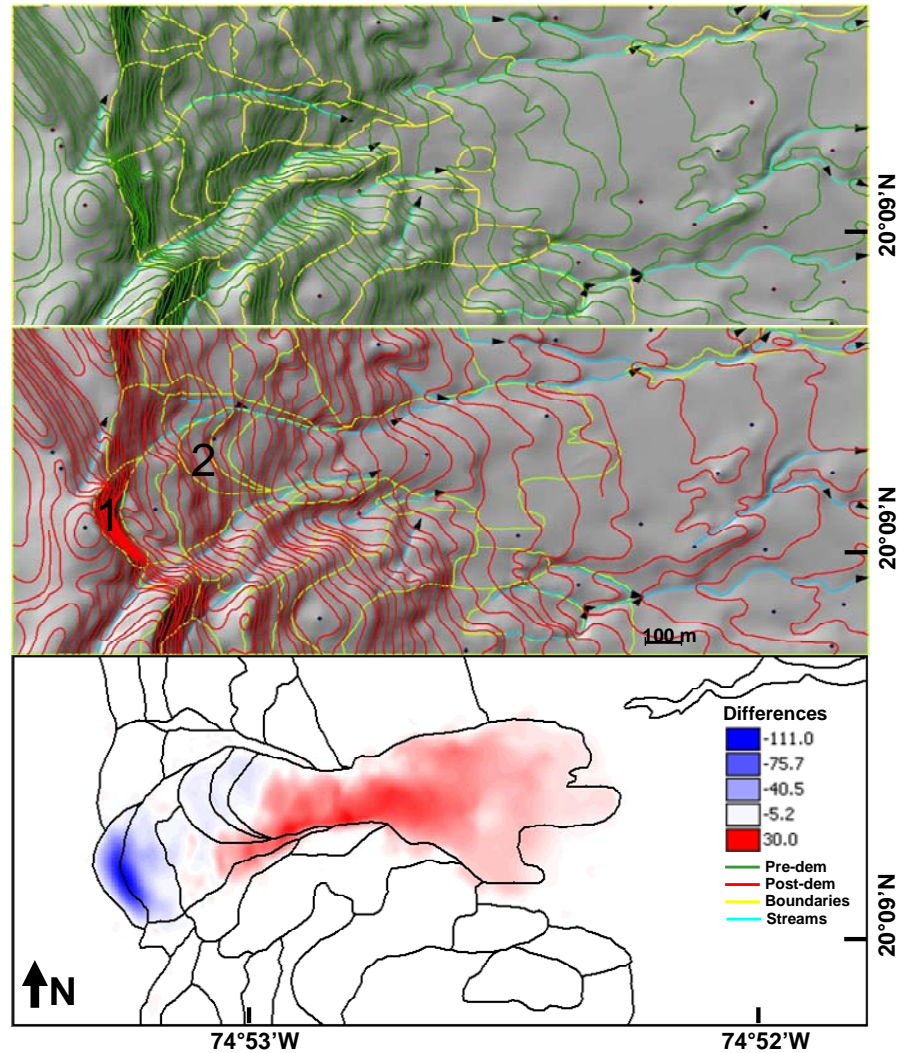 20°09'N
1
2
20°09'N
100 m
Differences
-111.0
-75.7
-40.5
-5.2
30.0
Pre-dem
Post-dem
Boundaries
Streams
20°09'N
N
74°53'W
74°52'W